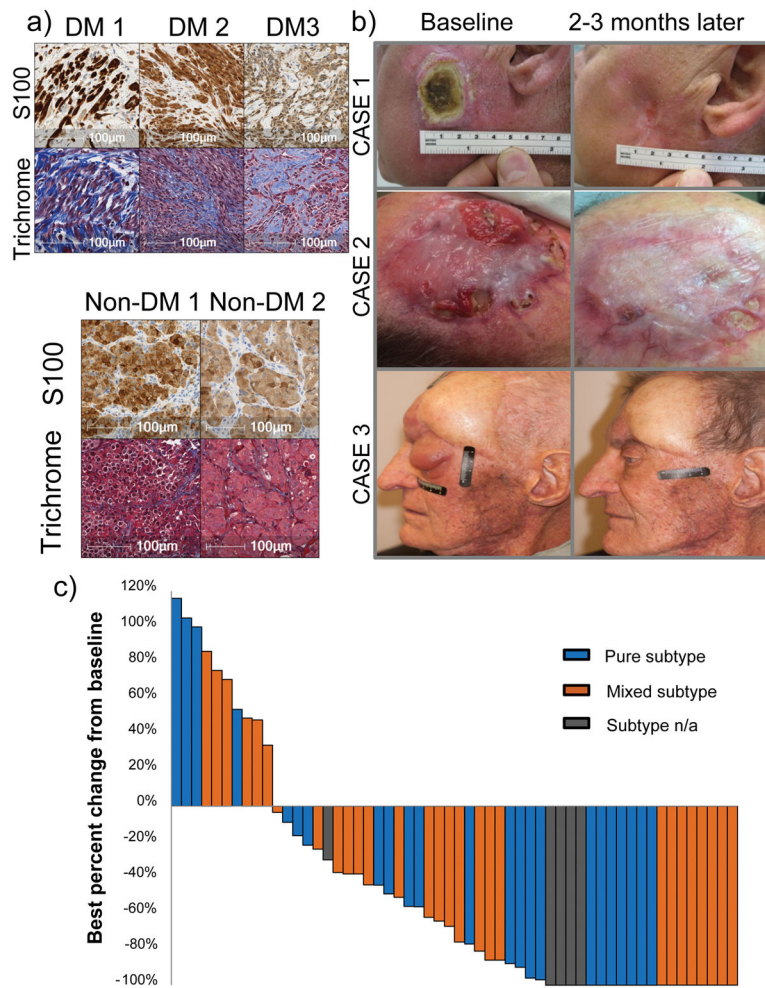 a)
DM 1 DM 2 DM3
S100
100µm 100µm 100µm
Trichrome
100µm 100µm 100µm
Non-DM 1 Non-DM 2
S100
100µm 100µm
Trichrome
100µm 100µm
b)
Baseline 2-3 months later
CASE 1
CASE 2
CASE 3
c)
Best percent change from baseline
120%
100%
80%
60%
40%
20%
0%
-20%
-40%
-60%
-80%
-100%
Pure subtype
Mixed subtype
Subtype n/a